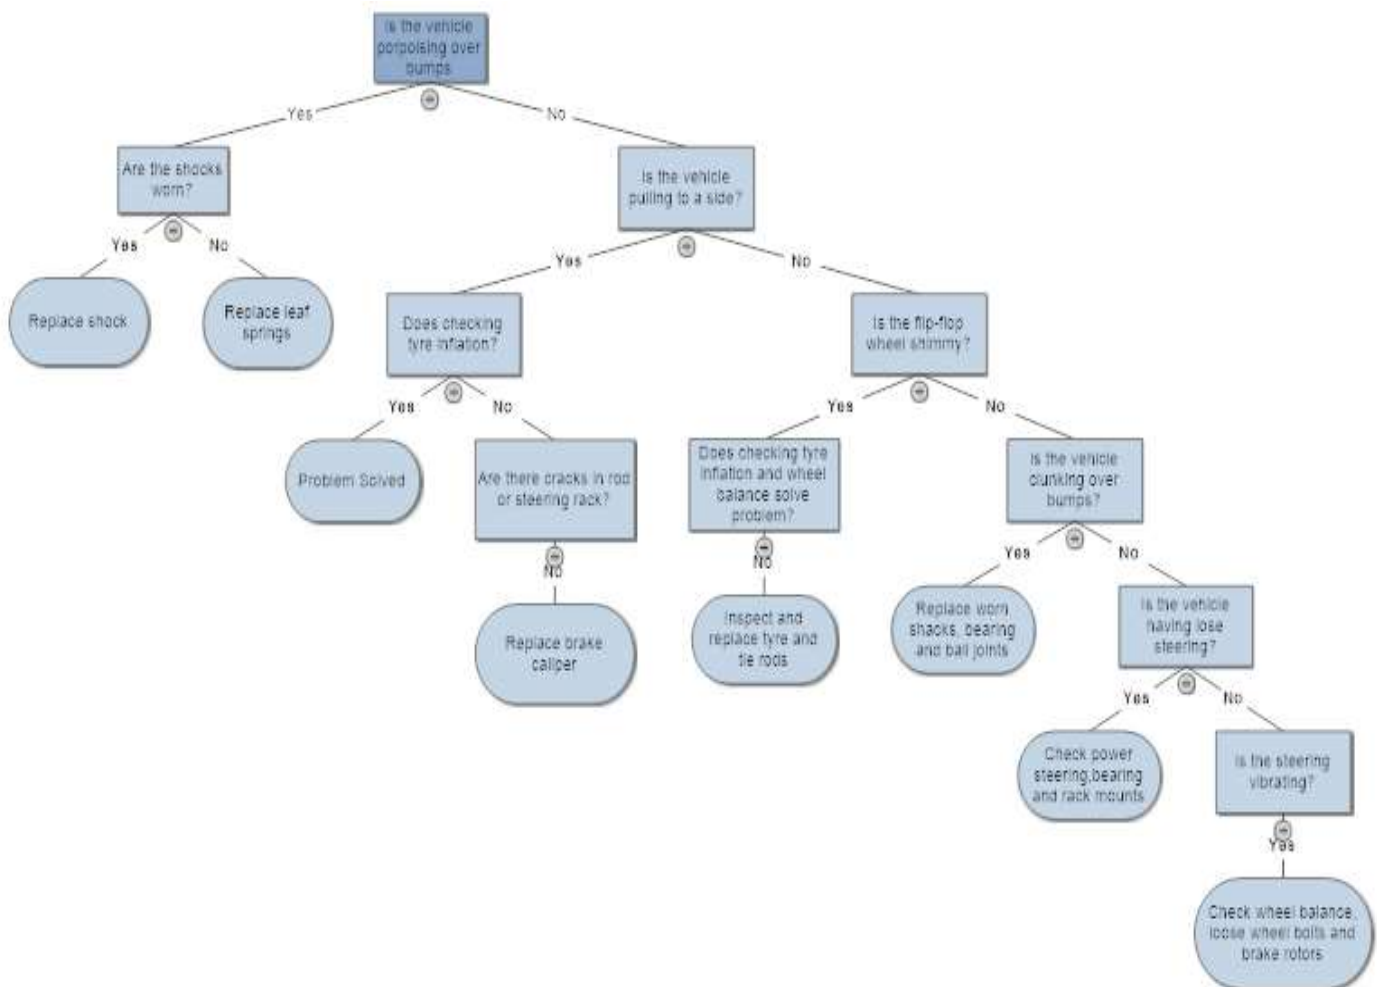 Is the vehicle
porpoising over
bumps
Yes
No
Are the shocks
worn?
Is the vehicle
pulling to a side?
Yes
No
Yes
No
Replace shock
Replace leaf
springs
Does checking
tyre inflation?
Is the flip-flop
wheel shimmy?
Yes
No
Yes
No
Problem Solved
Are there cracks in rod
or steering rack?
Does checking tyre
inflation and wheel
balance solve
problem?
Is the vehicle
clunking over
bumps?
No
No
Yes
No
Replace brake
caliper
Inspect and
replace tyre and
tie rods
Replace worn
shacks, bearing
and ball joints
Is the vehicle
having lose
steering?
Yes
No
Check power
steering,bearing
and rack mounts
Is the steering
vibrating?
Yes
Check wheel balance,
loose wheel bolts and
brake rotors